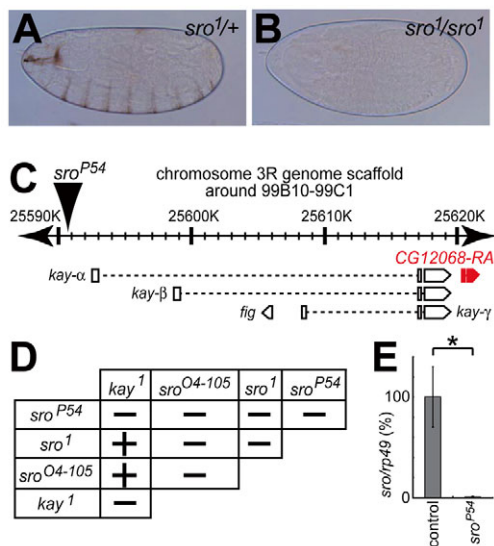 A sro1/+
B sro1/sro1
C sroP54 chromosome 3R genome scaffold
around 99B10-99C1
25590K 25600K 25610K 25620K
CG12068-RA
kay-α
kay-β
fig kay-γ
D
kay1 sroO4-105 sro1 sroP54
sroP54 − − − −
sro1 + − −
sroO4-105 + −
kay1 −
E
*
sro/rp49 (%)
100
0
control
sroP54